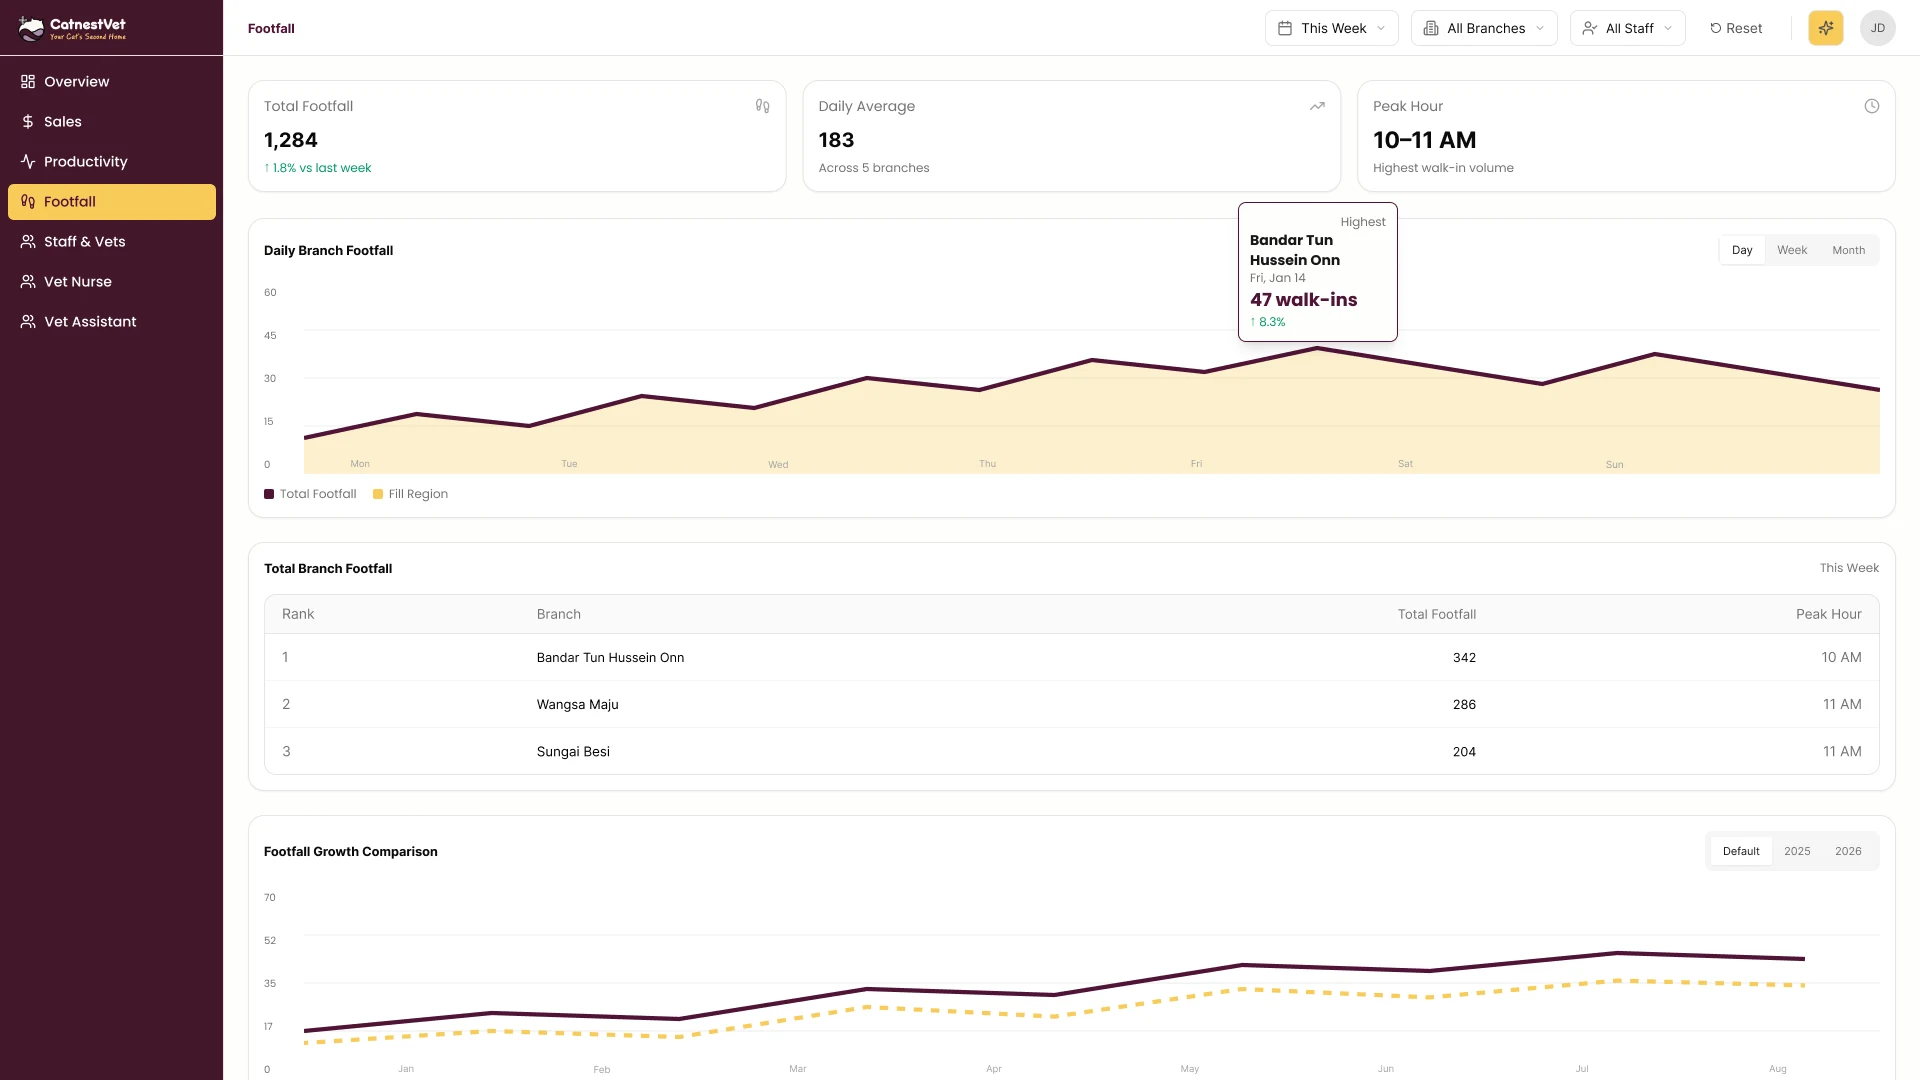 CatnestVet
Your Cat's Second Home
Footfall
This Week
All Branches
All Staff
Reset
JD
Overview
Sales
Productivity
Footfall
Staff & Vets
Vet Nurse
Vet Assistant
Total Footfall
1,284
↑ 1.8% vs last week
Daily Average
183
Across 5 branches
Peak Hour
10–11 AM
Highest walk-in volume
Daily Branch Footfall
Day Week Month
Highest
Bandar Tun
Hussein Onn
Fri, Jan 14
47 walk-ins
↑ 8.3%
60
45
30
15
0
Mon Tue Wed Thu Fri Sat Sun
Total Footfall Fill Region
Total Branch Footfall
This Week
Rank Branch Total Footfall Peak Hour
1 Bandar Tun Hussein Onn 342 10 AM
2 Wangsa Maju 286 11 AM
3 Sungai Besi 204 11 AM
Footfall Growth Comparison
Default 2025 2026
70
52
35
17
0
Jan Feb Mar Apr May Jun Jul Aug